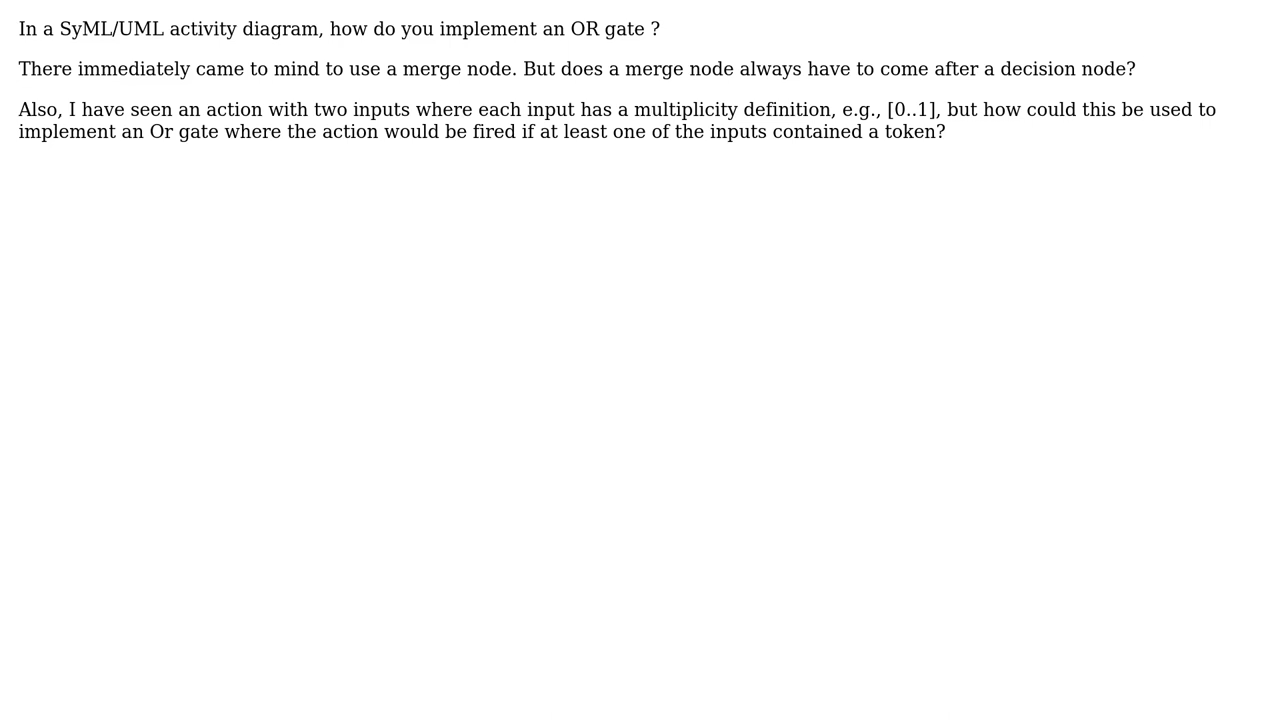 In a SyML/UML activity diagram, how do you implement an OR gate ?
There immediately came to mind to use a merge node. But does a merge node always have to come after a decision node?
Also, I have seen an action with two inputs where each input has a multiplicity definition, e.g., [0..1], but how could this be used to
implement an Or gate where the action would be fired if at least one of the inputs contained a token?